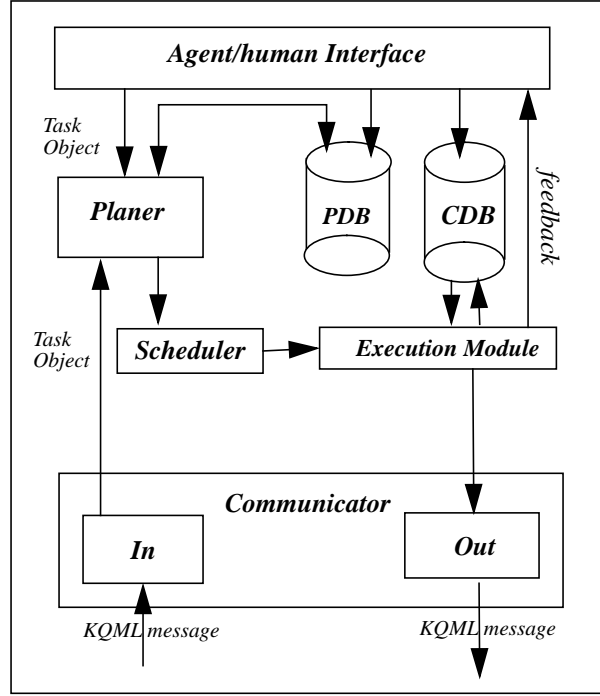 Agent/human Interface
Task
Object
feedback
Planer
PDB
CDB
Task
Object
Scheduler
Execution Module
Communicator
In
Out
KQML message
KQML message